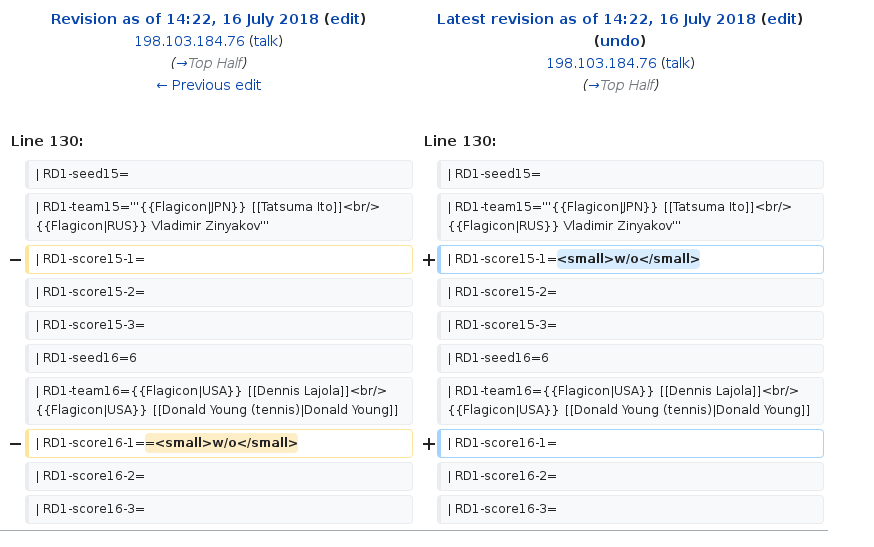 Revision as of 14:22, 16 July 2018 (edit)
198.103.184.76 (talk)
(→Top Half)
← Previous edit
Latest revision as of 14:22, 16 July 2018 (edit)
(undo)
198.103.184.76 (talk)
(→Top Half)
Line 130:
Line 130:
| RD1-seed15=
| RD1-seed15=
| RD1-team15='''{{Flagicon|JPN}} [[Tatsuma Ito]]<br/>
{{Flagicon|RUS}} Vladimir Zinyakov'''
| RD1-team15='''{{Flagicon|JPN}} [[Tatsuma Ito]]<br/>
{{Flagicon|RUS}} Vladimir Zinyakov'''
− | RD1-score15-1=
+ | RD1-score15-1=<small>w/o</small>
| RD1-score15-2=
| RD1-score15-2=
| RD1-score15-3=
| RD1-score15-3=
| RD1-seed16=6
| RD1-seed16=6
| RD1-team16={{Flagicon|USA}} [[Dennis Lajola]]<br/>
{{Flagicon|USA}} [[Donald Young (tennis)|Donald Young]]
| RD1-team16={{Flagicon|USA}} [[Dennis Lajola]]<br/>
{{Flagicon|USA}} [[Donald Young (tennis)|Donald Young]]
− | RD1-score16-1==<small>w/o</small>
+ | RD1-score16-1=
| RD1-score16-2=
| RD1-score16-2=
| RD1-score16-3=
| RD1-score16-3=